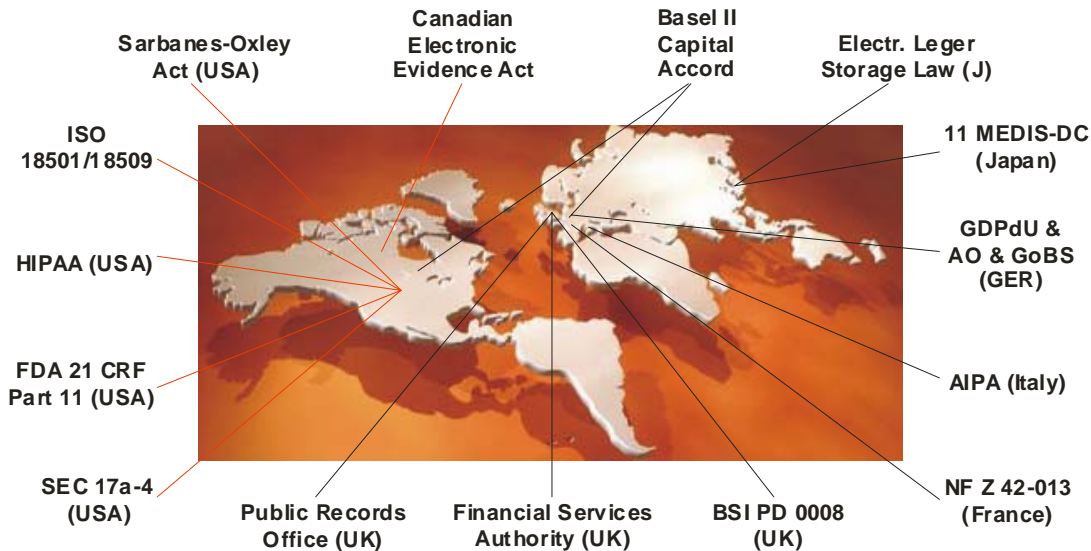 Sarbanes-Oxley
Act (USA)
Canadian
Electronic
Evidence Act
Basel II
Capital
Accord
Electr. Leger
Storage Law (J)
ISO
18501/18509
11 MEDIS-DC
(Japan)
HIPAA (USA)
GDPdU &
AO & GoBS
(GER)
FDA 21 CRF
Part 11 (USA)
AIPA (Italy)
SEC 17a-4
(USA)
Public Records
Office (UK)
Financial Services
Authority (UK)
BSI PD 0008
(UK)
NF Z 42-013
(France)